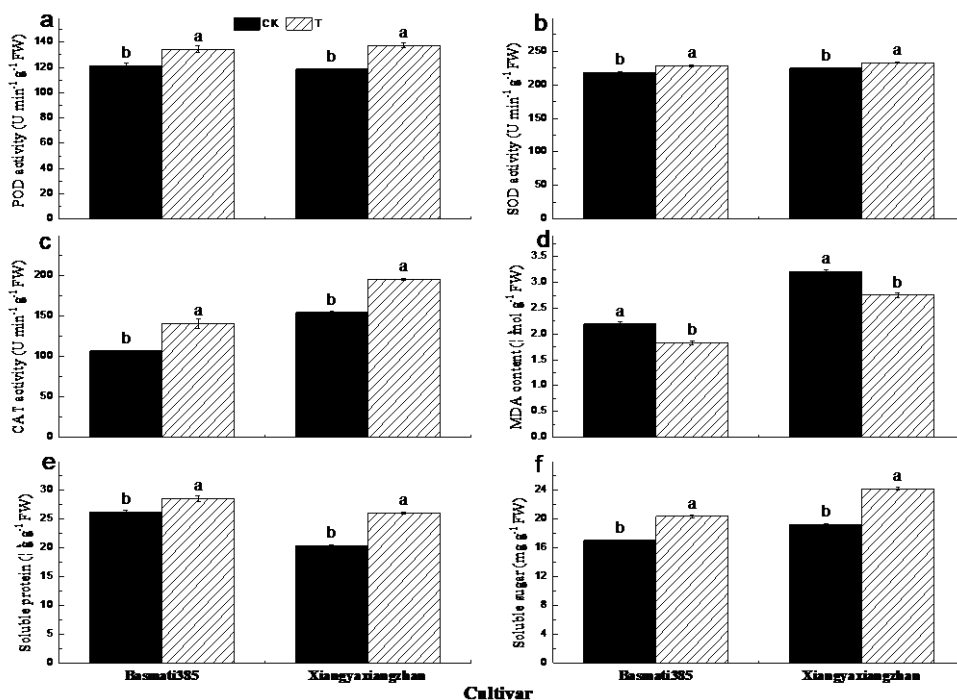 a
CK T
b a b a
POD activity (U min-1 g-1 FW)
140
120
100
80
60
40
20
0
b
b a b a
SOD activity (U min-1 g-1 FW)
250
200
150
100
50
0
c
b a b a
CAT activity (U min-1 g-1 FW)
200
150
100
50
0
d
a b a b
MDA content (¦Ìmol g-1 FW)
3.5
3.0
2.5
2.0
1.5
1.0
0.5
0.0
e
b a b a
Soluble protein (¦Ìg g-1 FW)
30
25
20
15
10
5
0
Basmati385 Xiangyaxiangzhan
f
b a b a
Soluble sugar (mg g-1 FW)
24
20
16
12
8
4
0
Basmati385 Xiangyaxiangzhan
Cultivar